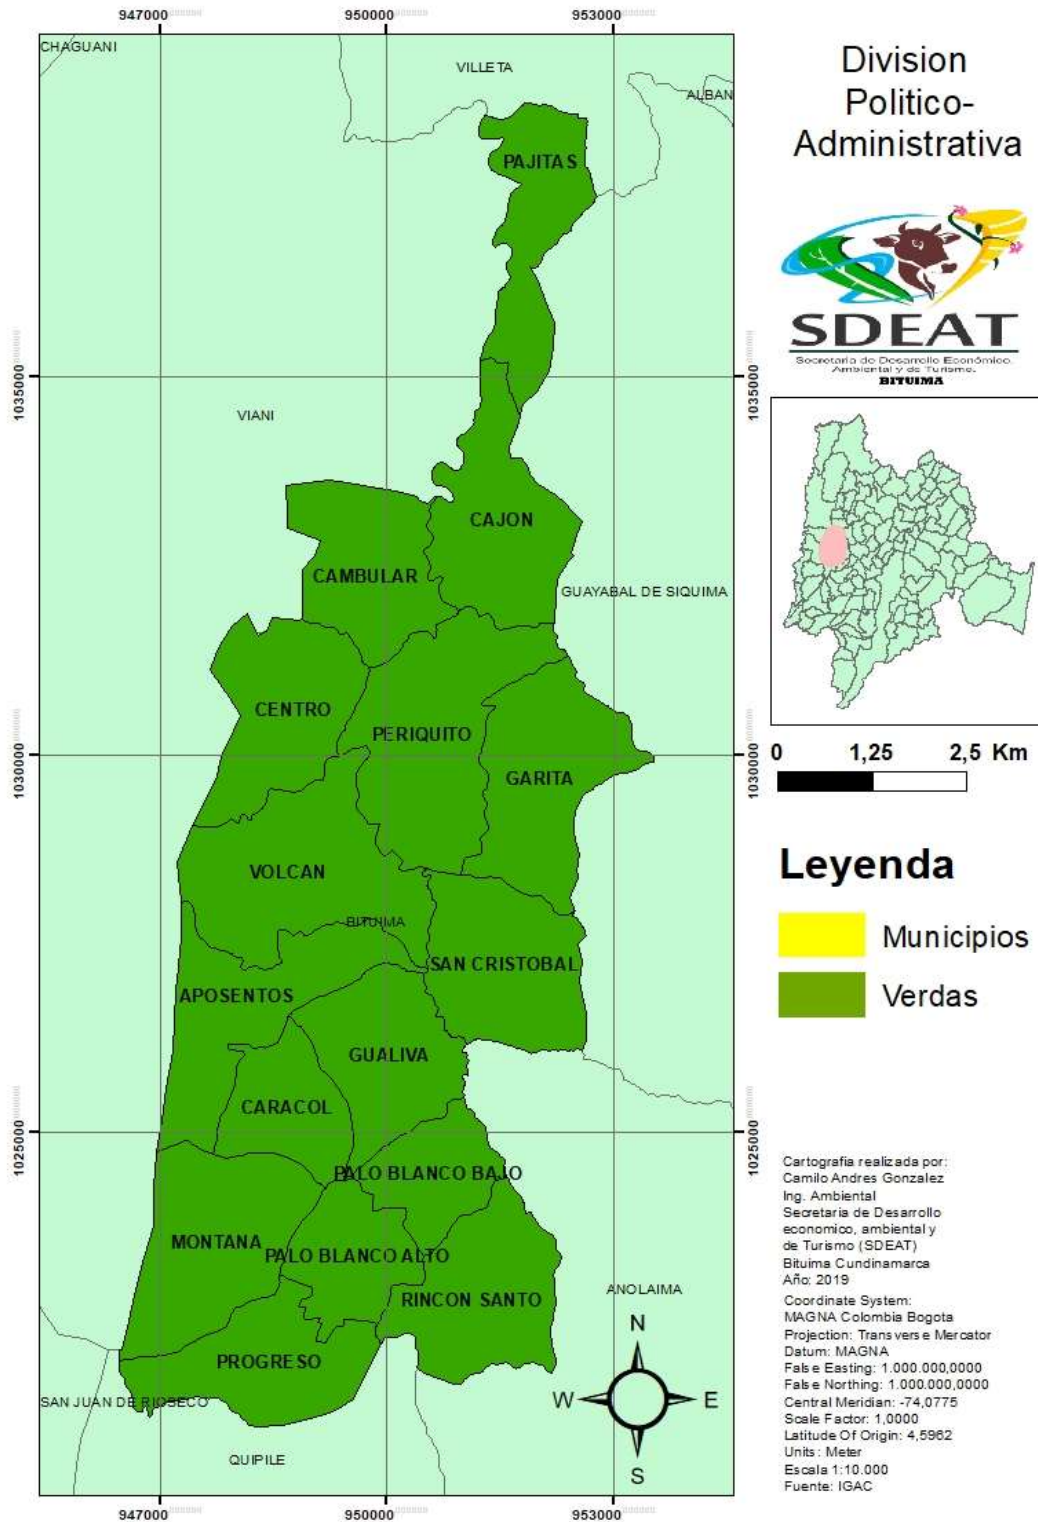 947000
950000
953000
CHAGUANI
VILLETA
ALBAN
PAJITAS
1035000
1035000
VIANI
CAJON
CAMBULAR
GUAYABAL DE SIQUIMA
CENTRO
PERIQUITO
1030000
1030000
GARITA
VOLCAN
BITUIMA
SAN CRISTOBAL
APOSENTOS
GUALIVA
CARACOL
1025000
1025000
PALO BLANCO BAJO
MONTANA
PALO BLANCO ALTO
RINCON SANTO
ANOLAIMA
PROGRESO
SAN JUAN DE RIOSECO
QUIPILE
N
W
E
S
947000
950000
953000
Division
Politico-
Administrativa
SDEAT
Secretaria de Desarrollo Económico,
Ambiental y de Turismo.
BITUIMA
0 1,25 2,5 Km
Leyenda
Municipios
Verdas
Cartografia realizada por:
Camilo Andres Gonzalez
Ing. Ambiental
Secretaria de Desarrollo
economico, ambiental y
de Turismo (SDEAT)
Bituima Cundinamarca
Año: 2019
Coordinate System:
MAGNA Colombia Bogota
Projection: Transverse Mercator
Datum: MAGNA
False Easting: 1.000.000,0000
False Northing: 1.000.000,0000
Central Meridian: -74,0775
Scale Factor: 1,0000
Latitude Of Origin: 4,5962
Units: Meter
Escala 1:10.000
Fuente: IGAC